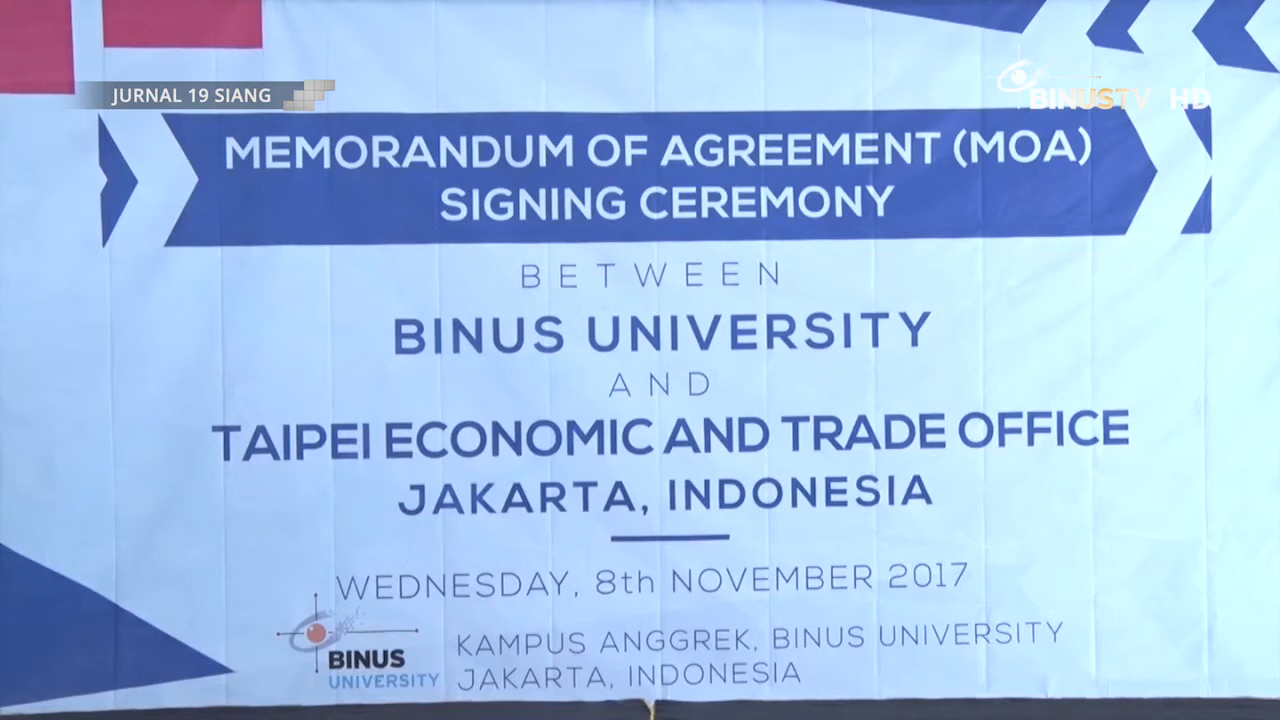 JURNAL 19 SIANG
BINUSTV HD
MEMORANDUM OF AGREEMENT (MOA)
SIGNING CEREMONY
BETWEEN
BINUS UNIVERSITY
AND
TAIPEI ECONOMIC AND TRADE OFFICE
JAKARTA, INDONESIA
WEDNESDAY, 8th NOVEMBER 2017
BINUS
UNIVERSITY
KAMPUS ANGGREK, BINUS UNIVERSITY
JAKARTA, INDONESIA